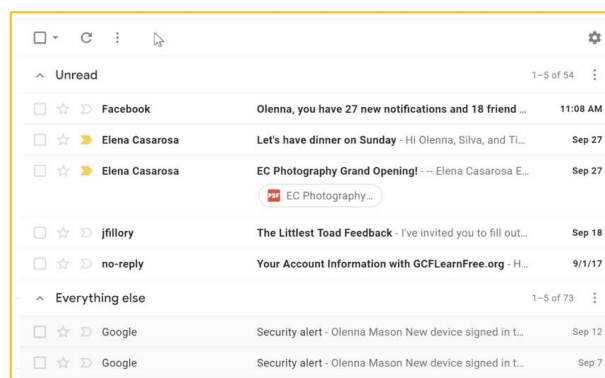 Unread 1–5 of 54
Facebook Olenna, you have 27 new notifications and 18 friend ... 11:08 AM
Elena Casarosa Let's have dinner on Sunday - Hi Olenna, Silva, and Ti... Sep 27
Elena Casarosa EC Photography Grand Opening! - -- Elena Casarosa E... Sep 27
PDF EC Photography...
jfillory The Littlest Toad Feedback - I've invited you to fill out... Sep 18
no-reply Your Account Information with GCFLearnFree.org - H... 9/1/17
Everything else 1–5 of 73
Google Security alert - Olenna Mason New device signed in t... Sep 12
Google Security alert - Olenna Mason New device signed in t... Sep 7